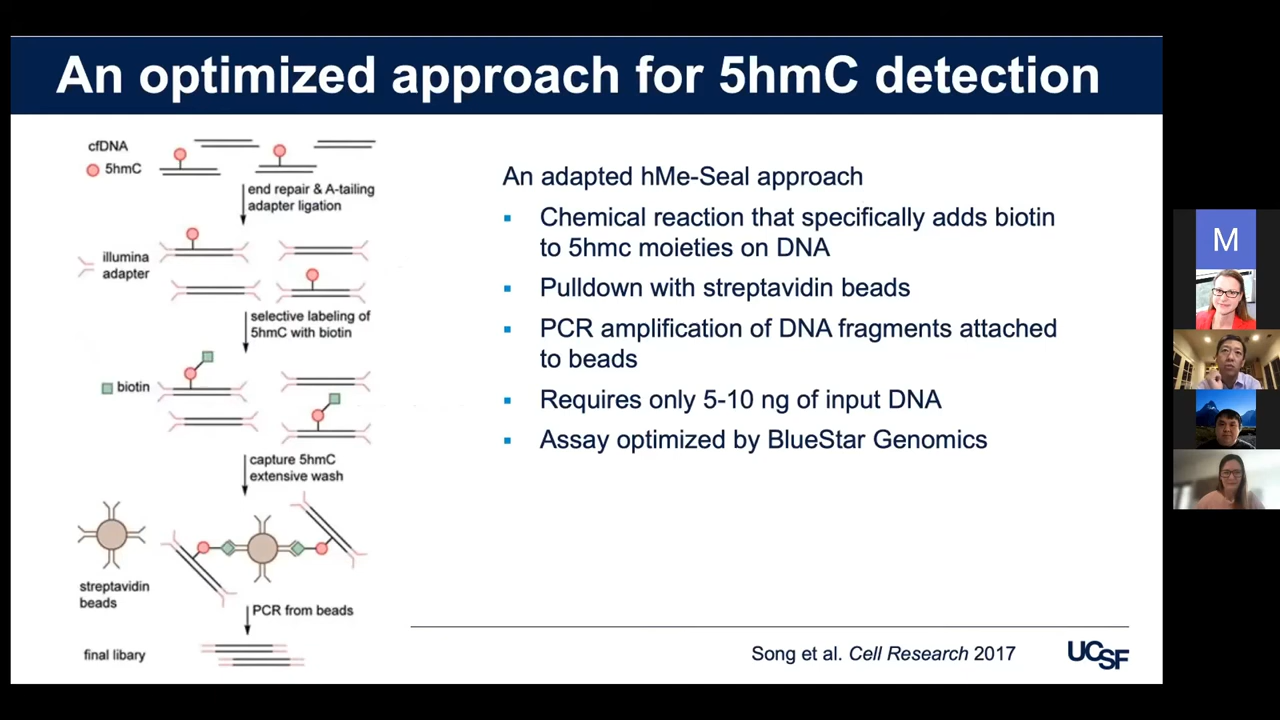 An optimized approach for 5hmC detection
cfDNA
5hmC
end repair & A-tailing
adapter ligation
illumina
adapter
selective labeling of
5hmC with biotin
biotin
capture 5hmC
extensive wash
streptavidin
beads
PCR from beads
final libary
An adapted hMe-Seal approach
▪ Chemical reaction that specifically adds biotin
to 5hmc moieties on DNA
▪ Pulldown with streptavidin beads
▪ PCR amplification of DNA fragments attached
to beads
▪ Requires only 5-10 ng of input DNA
▪ Assay optimized by BlueStar Genomics
Song et al. Cell Research 2017
UCSF
M